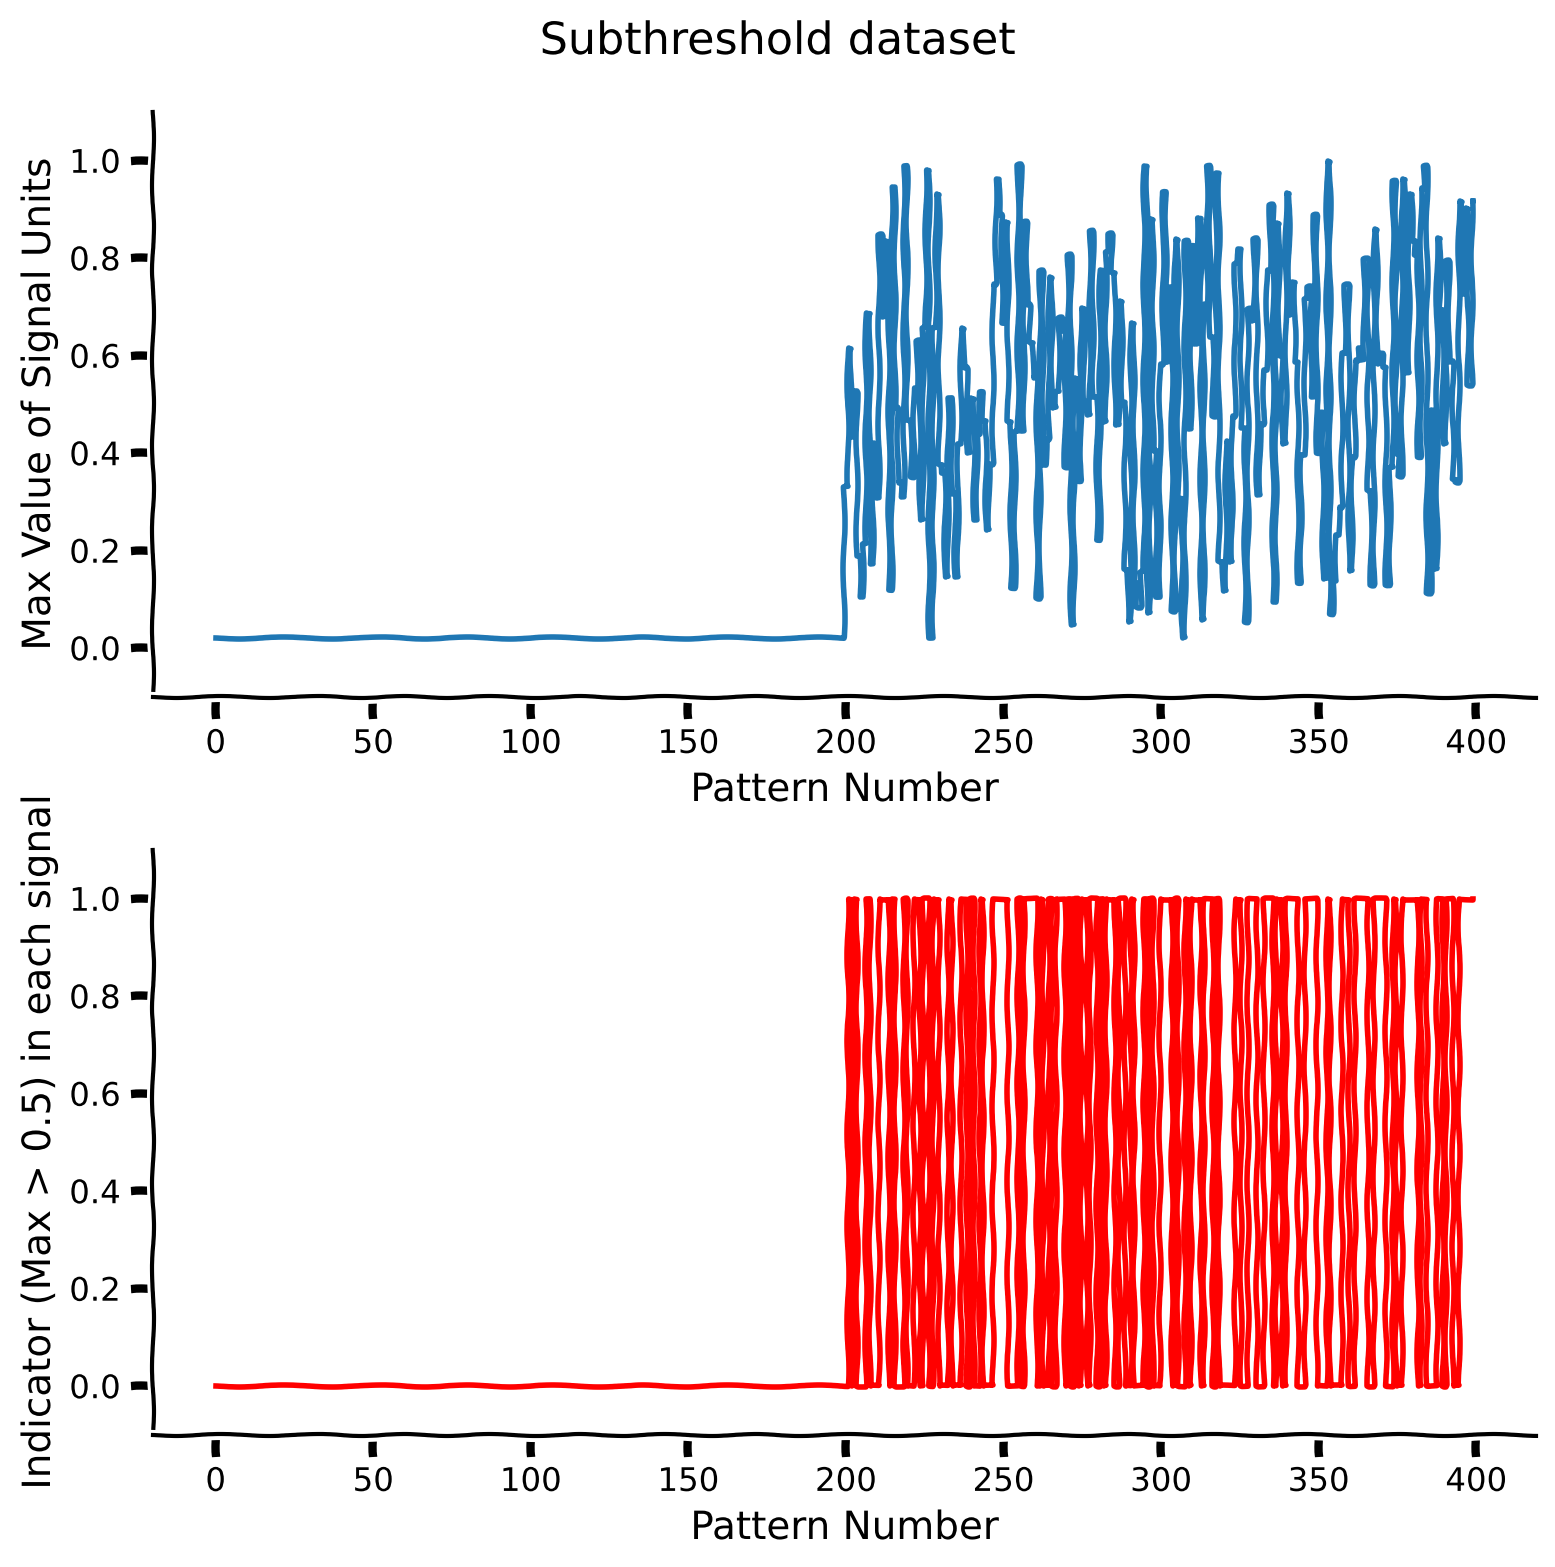 Subthreshold dataset
Max Value of Signal Units
1.0
0.8
0.6
0.4
0.2
0.0
0 50 100 150 200 250 300 350 400
Pattern Number
Indicator (Max > 0.5) in each signal
1.0
0.8
0.6
0.4
0.2
0.0
0 50 100 150 200 250 300 350 400
Pattern Number